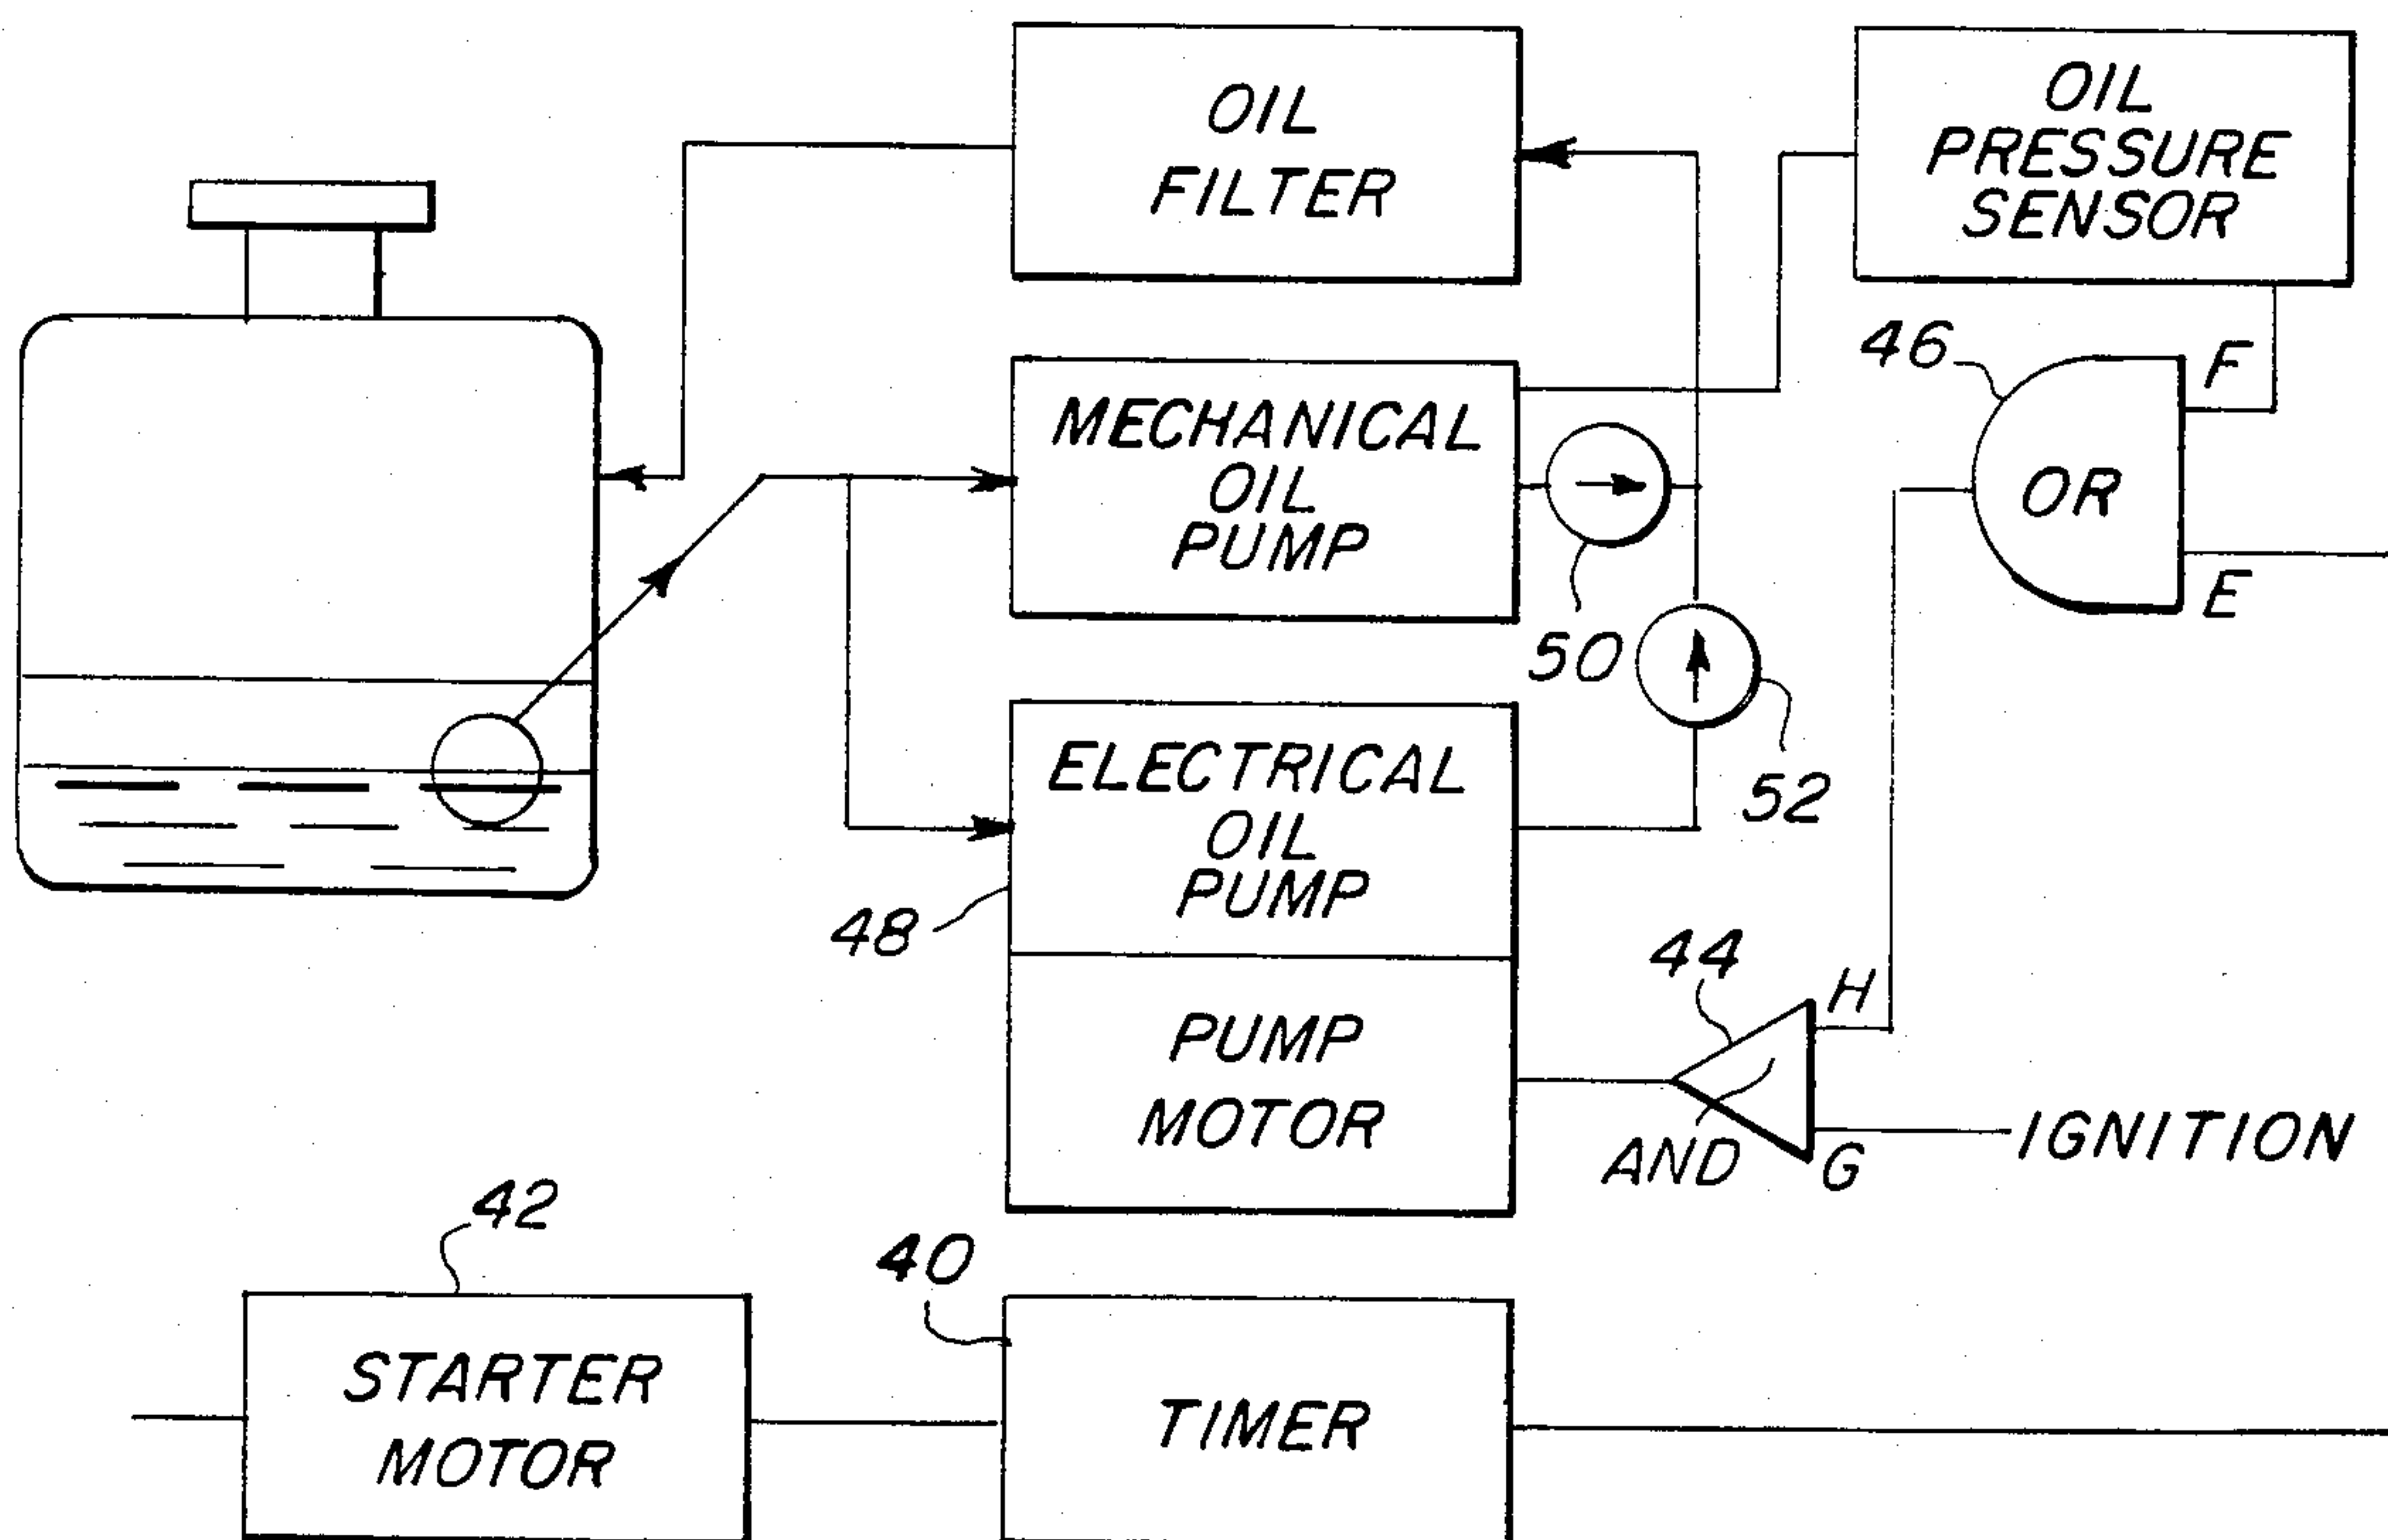 OIL
FILTER
OIL
PRESSURE
SENSOR
46
F
MECHANICAL
OIL
PUMP
OR
50
E
52
ELECTRICAL
OIL
PUMP
48
44
H
PUMP
MOTOR
AND
G
IGNITION
42
40
STARTER
MOTOR
TIMER